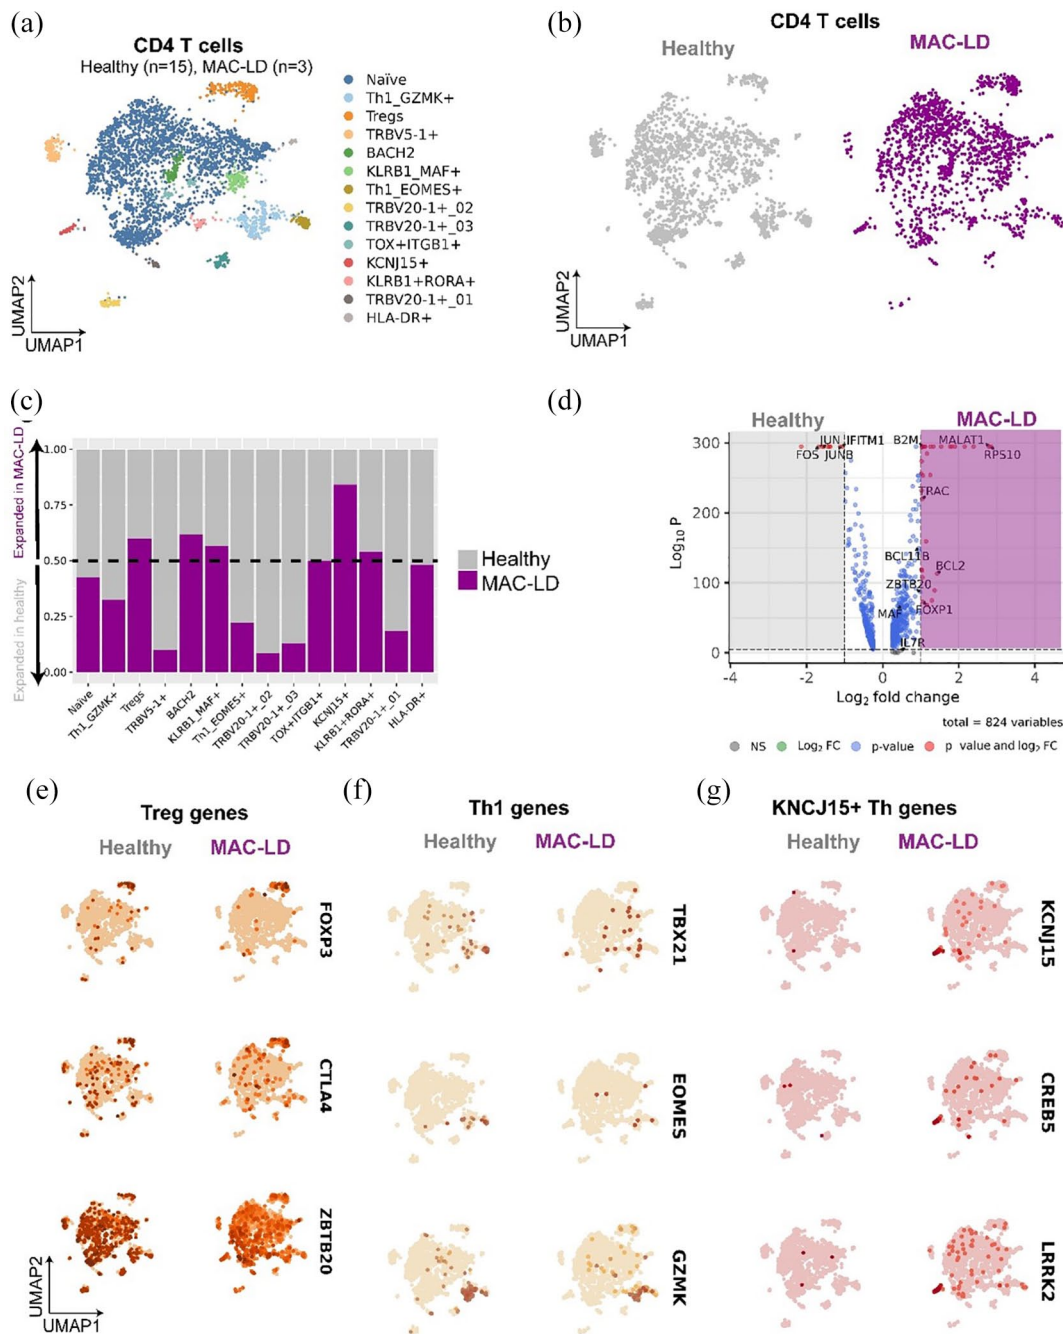 (a)
CD4 T cells
Healthy (n=15), MAC-LD (n=3)
Naïve
Th1_GZMK+
Tregs
TRBV5-1+
BACH2
KLRB1_MAF+
Th1_EOMES+
TRBV20-1+_02
TRBV20-1+_03
TOX+ITGB1+
KCNJ15+
KLRB1+RORA+
TRBV20-1+_01
HLA-DR+
UMAP2
UMAP1
(b)
CD4 T cells
Healthy
MAC-LD
UMAP2
UMAP1
(c)
Expanded in MAC-LD
Expanded in healthy
1.00
0.75
0.50
0.25
0.00
Naïve
Th1_GZMK+
Tregs
TRBV5-1+
BACH2
KLRB1_MAF+
Th1_EOMES+
TRBV20-1+_02
TRBV20-1+_03
TOX+ITGB1+
KCNJ15+
KLRB1+RORA+
TRBV20-1+_01
HLA-DR+
Healthy
MAC-LD
(d)
Healthy
MAC-LD
Log10 P
300
200
100
0
JUN
IFITM1
B2M
MALAT1
FOS
JUNB
RPS10
TRAC
BCL11B
BCL2
ZBTB20
MAF
FOXP1
IL7R
-4
-2
0
2
4
Log2 fold change
total = 824 variables
NS
Log2 FC
p-value
p value and log2 FC
(e)
Treg genes
Healthy
MAC-LD
FOXP3
CTLA4
ZBTB20
UMAP2
UMAP1
(f)
Th1 genes
Healthy
MAC-LD
TBX21
EOMES
GZMK
(g)
KNCJ15+ Th genes
Healthy
MAC-LD
KCNJ15
CREB5
LRRK2